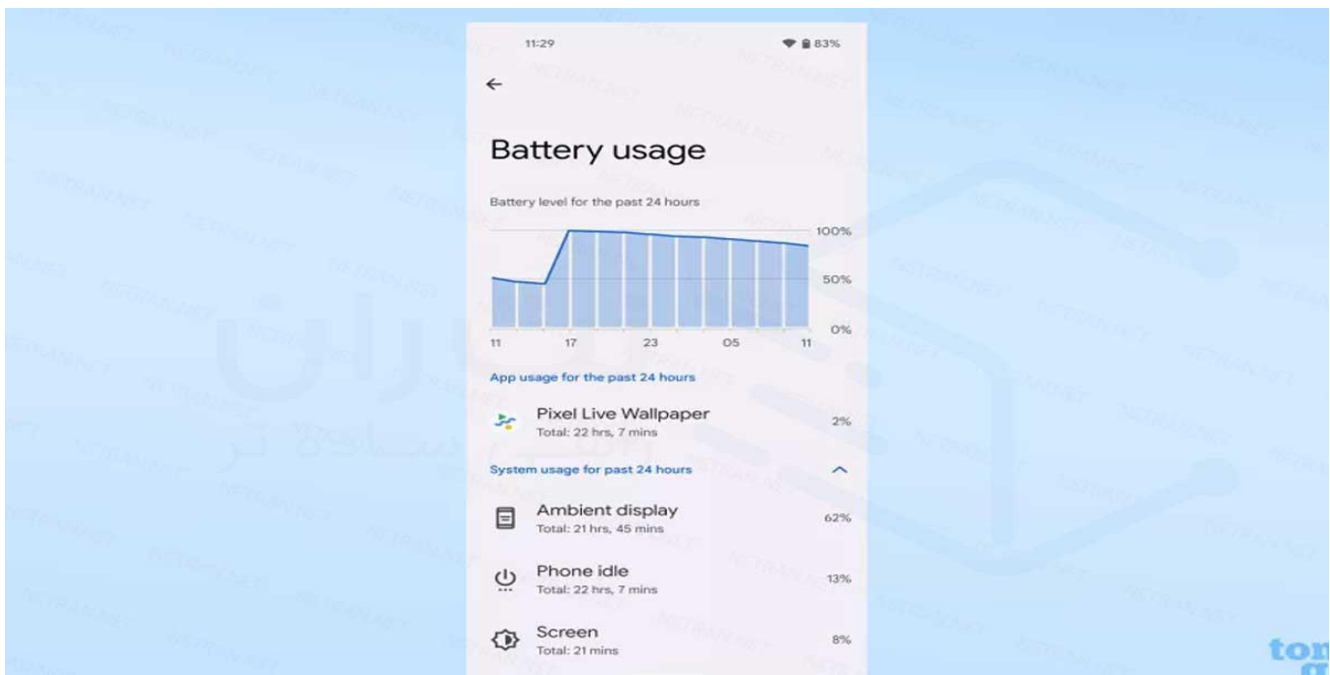 11:29
83%
Battery usage
Battery level for the past 24 hours
100%
50%
0%
11 17 23 05 11
App usage for the past 24 hours
Pixel Live Wallpaper
2%
Total: 22 hrs, 7 mins
System usage for past 24 hours
Ambient display
62%
Total: 21 hrs, 45 mins
Phone idle
13%
Total: 22 hrs, 7 mins
Screen
8%
Total: 21 mins
NETRAN.NET